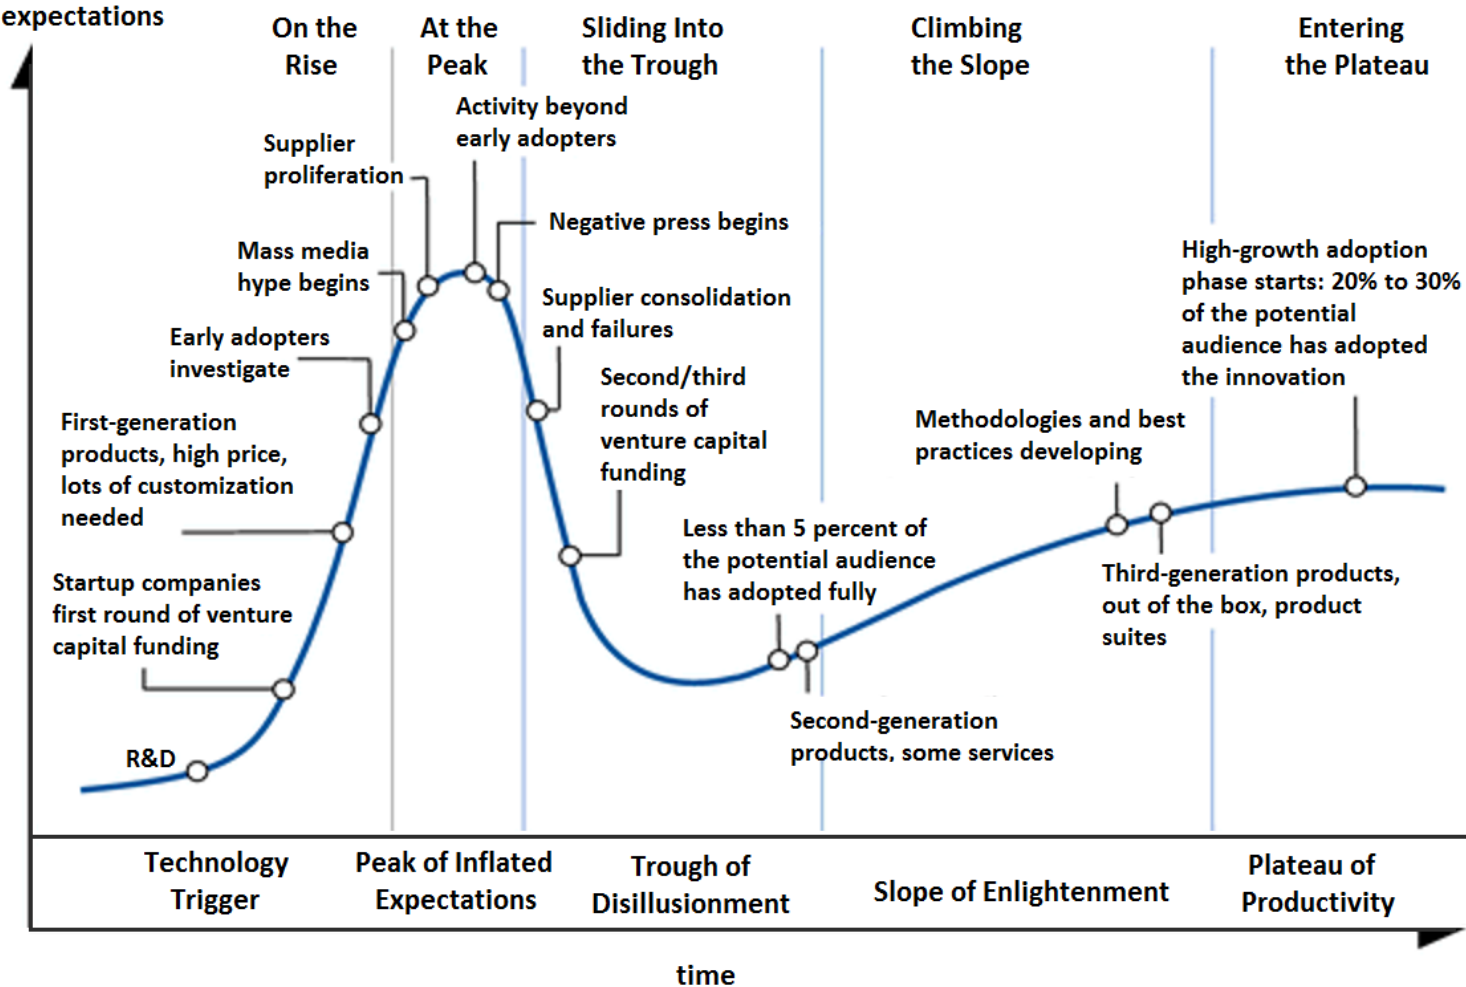 expectations
On the
Rise
At the
Peak
Sliding Into
the Trough
Climbing
the Slope
Entering
the Plateau
Activity beyond
early adopters
Supplier
proliferation
Negative press begins
Mass media
hype begins
High-growth adoption
phase starts: 20% to 30%
of the potential
audience has adopted
the innovation
Supplier consolidation
and failures
Early adopters
investigate
Second/third
rounds of
venture capital
funding
First-generation
products, high price,
lots of customization
needed
Methodologies and best
practices developing
Less than 5 percent of
the potential audience
has adopted fully
Startup companies
first round of venture
capital funding
Third-generation products,
out of the box, product
suites
Second-generation
products, some services
R&D
Technology
Trigger
Peak of Inflated
Expectations
Trough of
Disillusionment
Slope of Enlightenment
Plateau of
Productivity
time